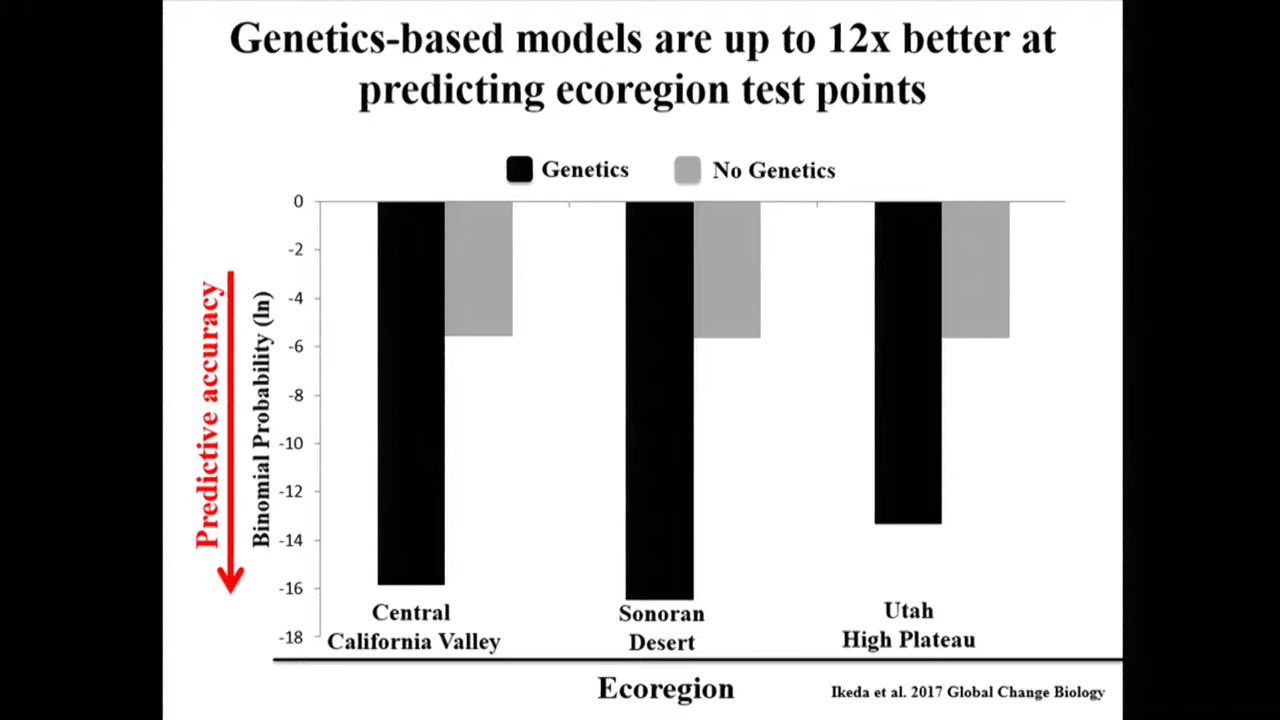 Genetics-based models are up to 12x better at
predicting ecoregion test points
Genetics
No Genetics
Predictive accuracy
Binomial Probability (ln)
0
-2
-4
-6
-8
-10
-12
-14
-16
-18
Central
California Valley
Sonoran
Desert
Utah
High Plateau
Ecoregion
Ikeda et al. 2017 Global Change Biology